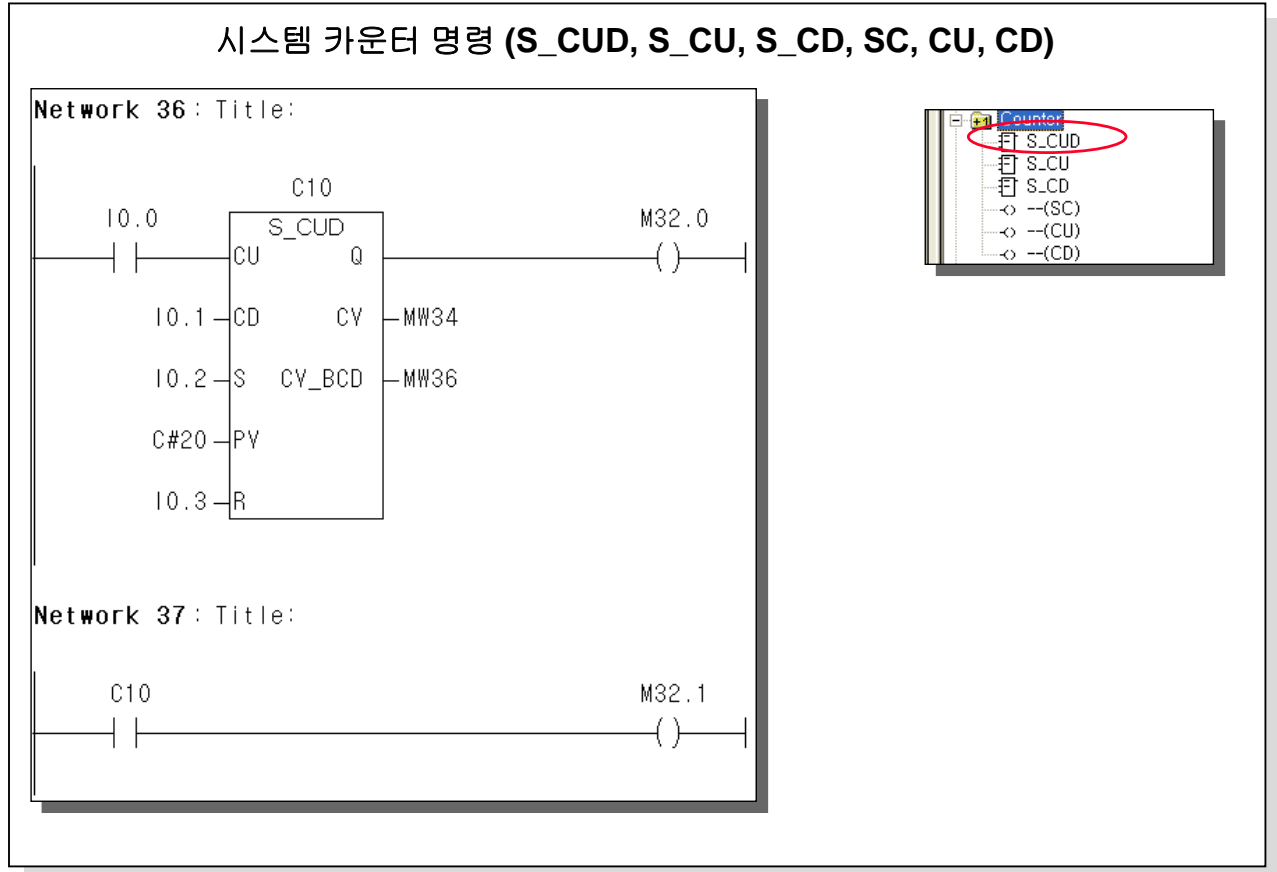 시스템 카운터 명령 (S_CUD, S_CU, S_CD, SC, CU, CD)
Network 36 : Title:
C10
I0.0
S_CUD
M32.0
CU Q
( )
I0.1 CD CV MW34
I0.2 S CV_BCD MW36
C#20 PV
I0.3 R
Network 37 : Title:
C10
M32.1
( )
Counter
S_CUD
S_CU
S_CD
--(SC)
--(CU)
--(CD)